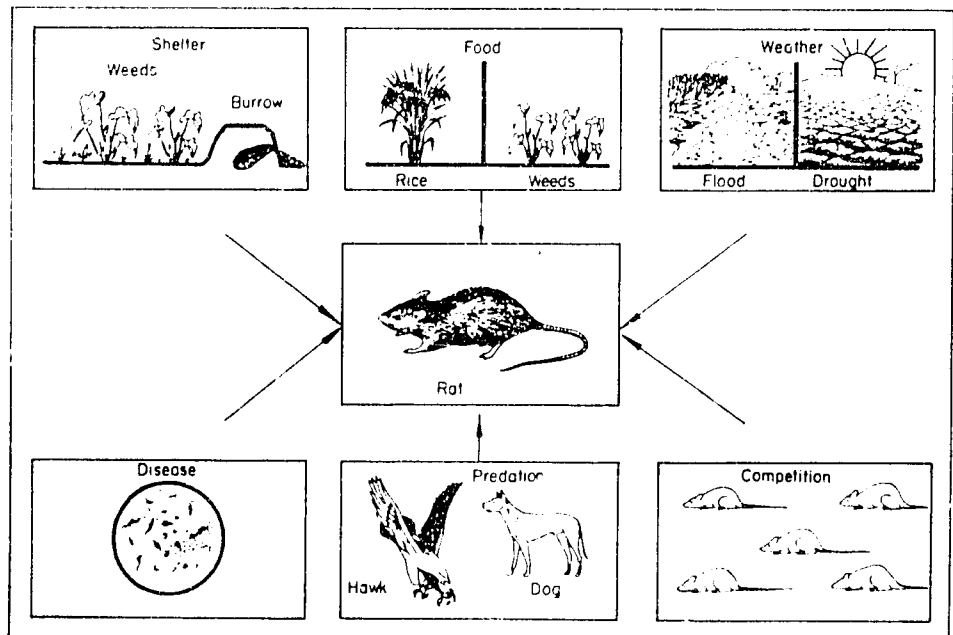 Shelter
Weeds
Burrow
Food
Rice
Weeds
Weather
Flood
Drought
Rat
Disease
Predation
Hawk
Dog
Competition